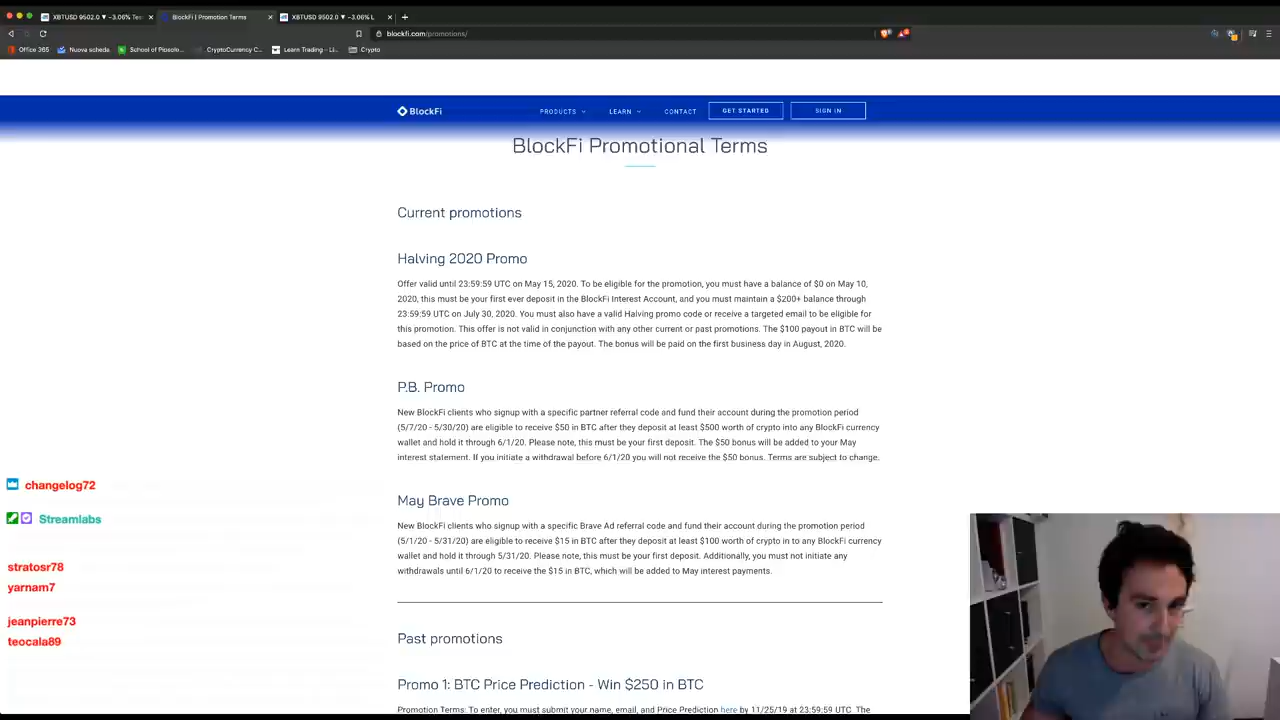 XBTUSD 9502.0 ▼ -3.06%
BlockFi | Promotion Terms
XBTUSD 9502.0 ▼ -3.06% L
blockfi.com/promotions/
Office 365
Nuova scheda
School of Pipsolo...
CryptoCurrency C...
Learn Trading - Li...
Crypto
BlockFi
PRODUCTS
LEARN
CONTACT
GET STARTED
SIGN IN
BlockFi Promotional Terms
Current promotions
Halving 2020 Promo
Offer valid until 23:59:59 UTC on May 15, 2020. To be eligible for the promotion, you must have a balance of $0 on May 10,
2020, this must be your first ever deposit in the BlockFi Interest Account, and you must maintain a $200+ balance through
23:59:59 UTC on July 30, 2020. You must also have a valid Halving promo code or receive a targeted email to be eligible for
this promotion. This offer is not valid in conjunction with any other current or past promotions. The $100 payout in BTC will be
based on the price of BTC at the time of the payout. The bonus will be paid on the first business day in August, 2020.
P.B. Promo
New BlockFi clients who signup with a specific partner referral code and fund their account during the promotion period
(5/7/20 - 5/30/20) are eligible to receive $50 in BTC after they deposit at least $500 worth of crypto into any BlockFi currency
wallet and hold it through 6/1/20. Please note, this must be your first deposit. The $50 bonus will be added to your May
interest statement. If you initiate a withdrawal before 6/1/20 you will not receive the $50 bonus. Terms are subject to change.
May Brave Promo
New BlockFi clients who signup with a specific Brave Ad referral code and fund their account during the promotion period
(5/1/20 - 5/31/20) are eligible to receive $15 in BTC after they deposit at least $100 worth of crypto in to any BlockFi currency
wallet and hold it through 5/31/20. Please note, this must be your first deposit. Additionally, you must not initiate any
withdrawals until 6/1/20 to receive the $15 in BTC, which will be added to May interest payments.
Past promotions
Promo 1: BTC Price Prediction - Win $250 in BTC
Promotion Terms: To enter, you must submit your name, email, and Price Prediction here by 11/25/19 at 23:59:59 UTC. The
changelog72
Streamlabs
stratosr78
yarnam7
jeanpierre73
teocala89